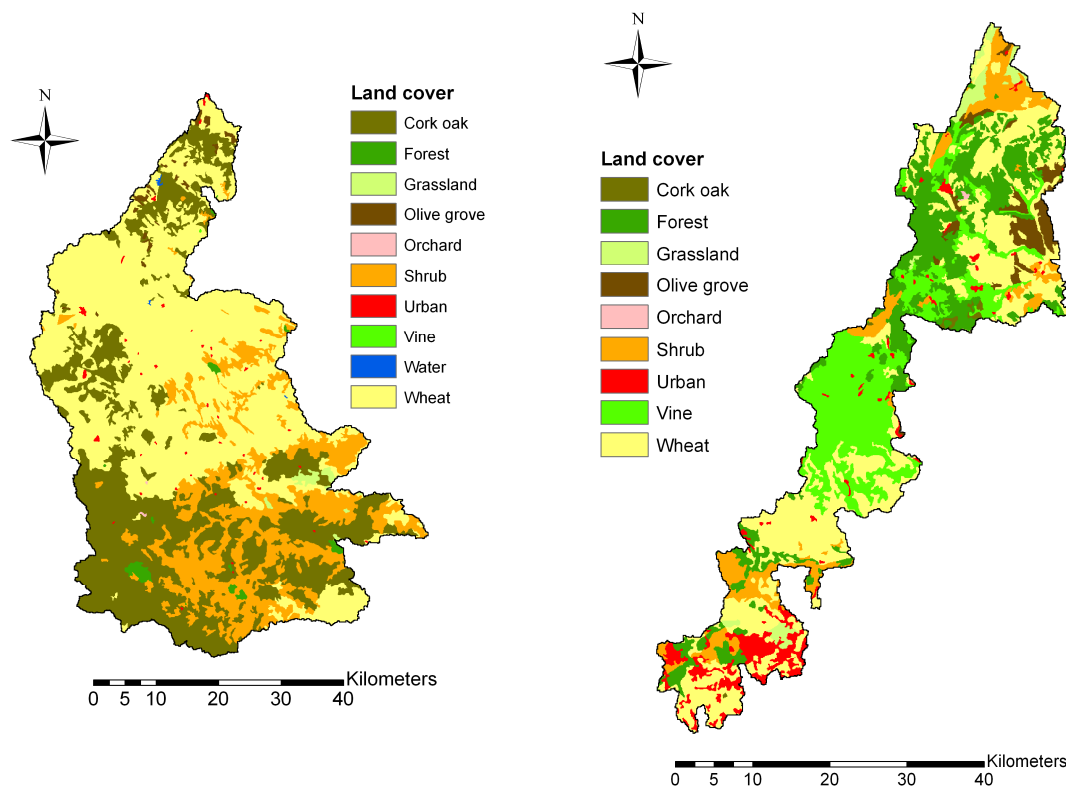 N
Land cover
Cork oak
Forest
Grassland
Olive grove
Orchard
Shrub
Urban
Vine
Water
Wheat
Kilometers
0 5 10 20 30 40
N
Land cover
Cork oak
Forest
Grassland
Olive grove
Orchard
Shrub
Urban
Vine
Wheat
Kilometers
0 5 10 20 30 40